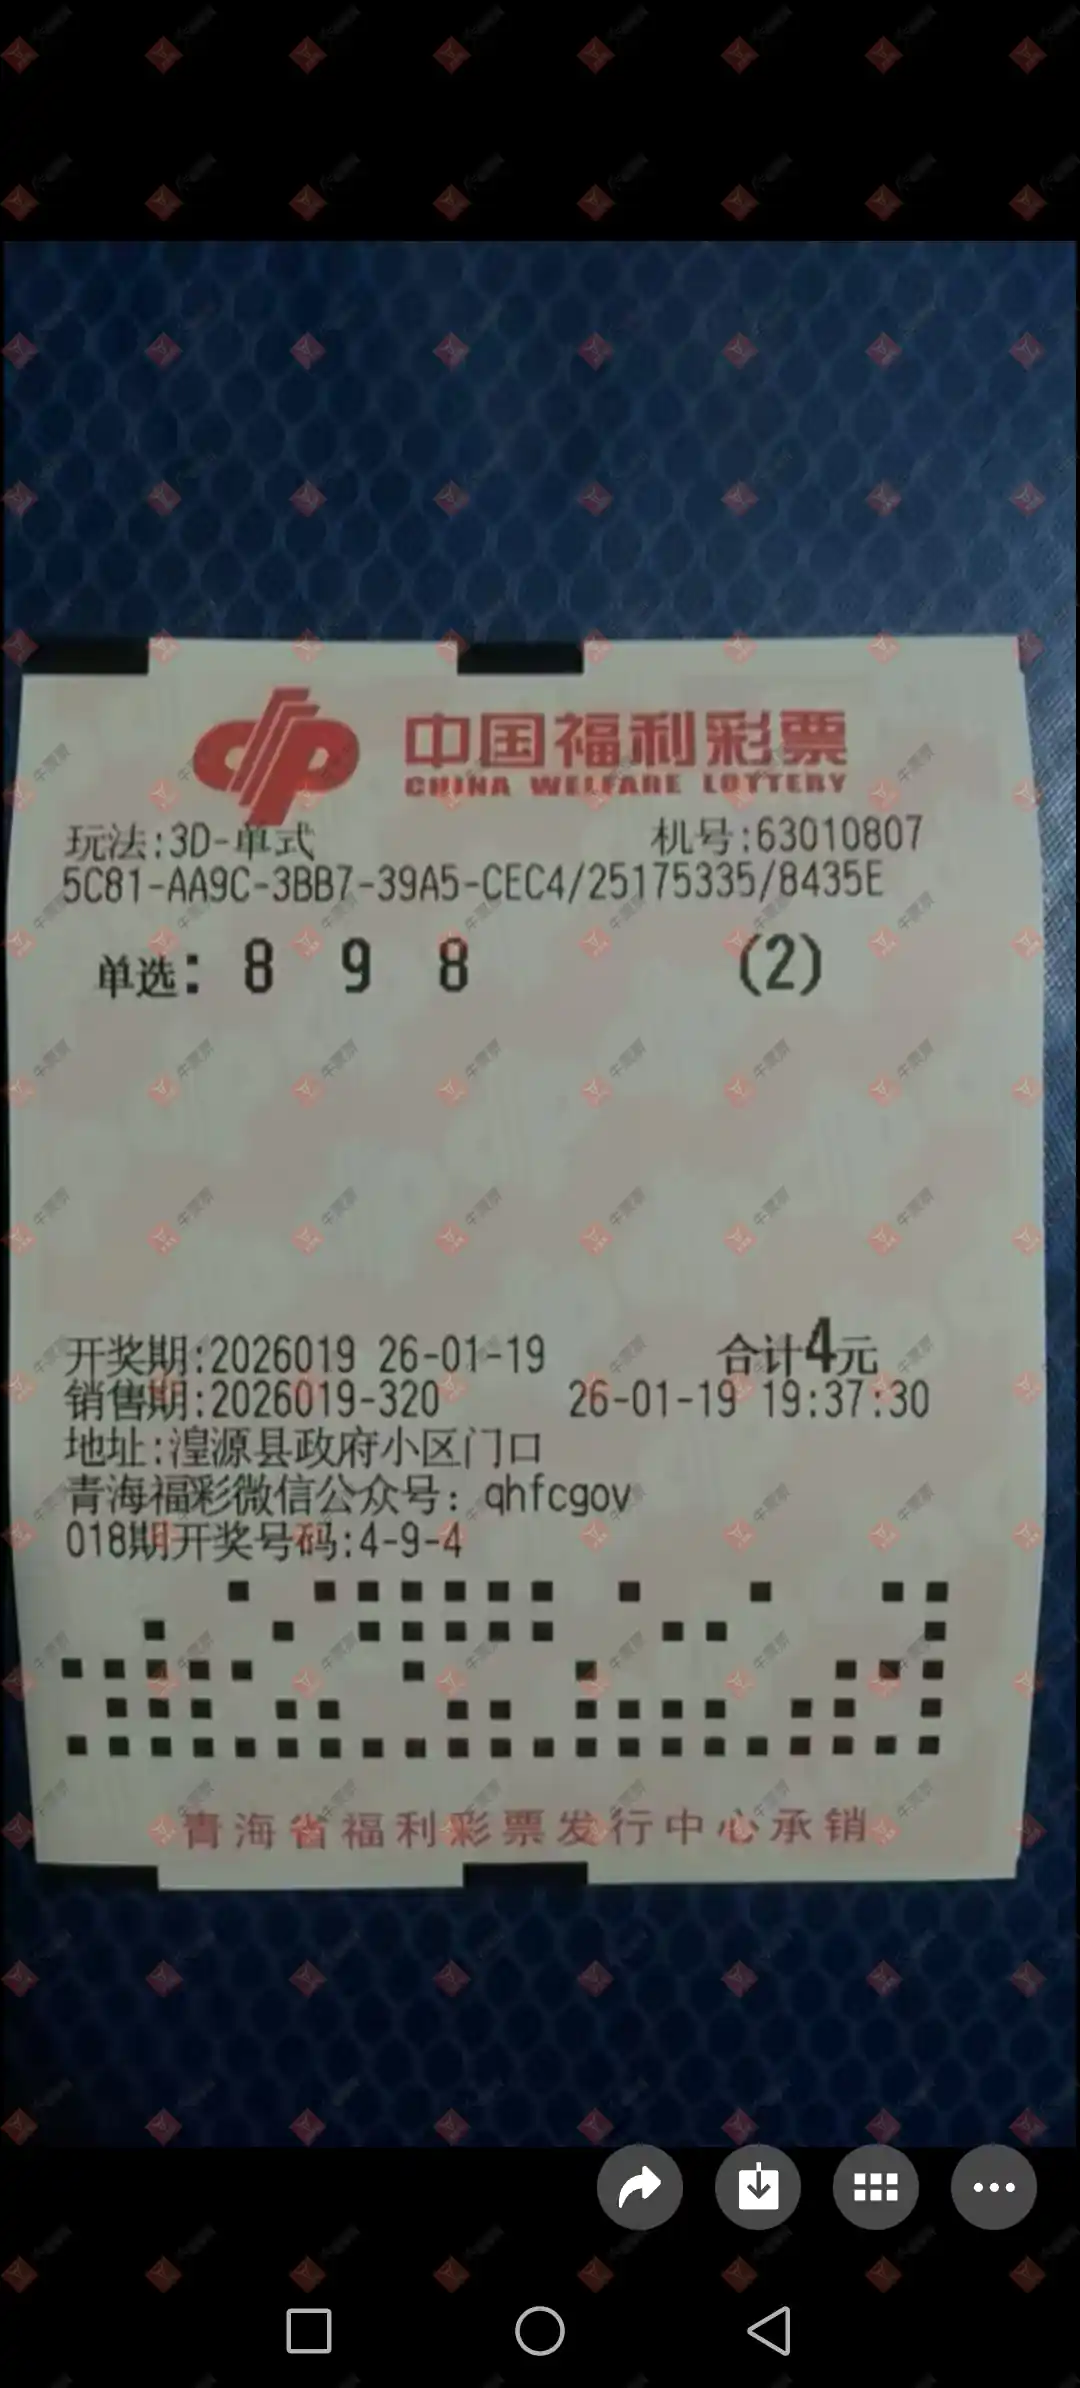 中国福利彩票
CHINA WELFARE LOTTERY
玩法:3D-单式 机号:63010807
5C81-AA9C-3BB7-39A5-CEC4/25175335/8435E
单选: 8 9 8 (2)
开奖期:2026019 26-01-19 合计4元
销售期:2026019-320 26-01-19 19:37:30
地址:湟源县政府小区门口
青海福彩微信公众号: qhfcgov
018期开奖号码:4-9-4
青海省福利彩票发行中心承销